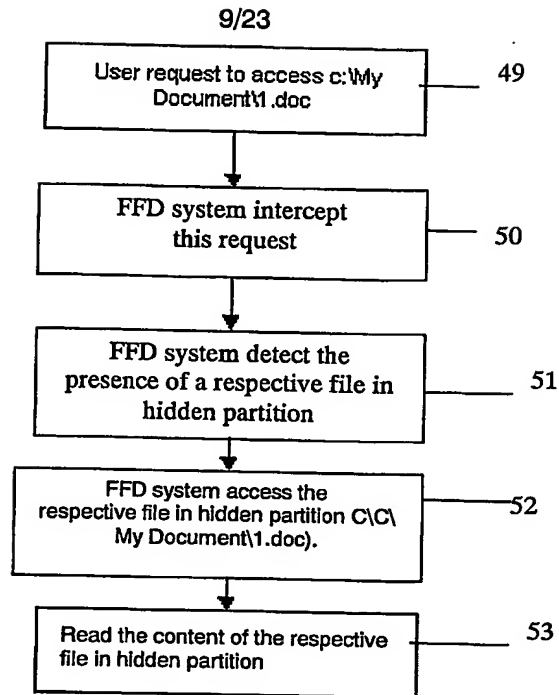 9/23
User request to access c:\My
Document\1.doc
49
FFD system intercept
this request
50
FFD system detect the
presence of a respective file in
hidden partition
51
FFD system access the
respective file in hidden partition C\C\
My Document\1.doc).
52
Read the content of the respective
file in hidden partition
53